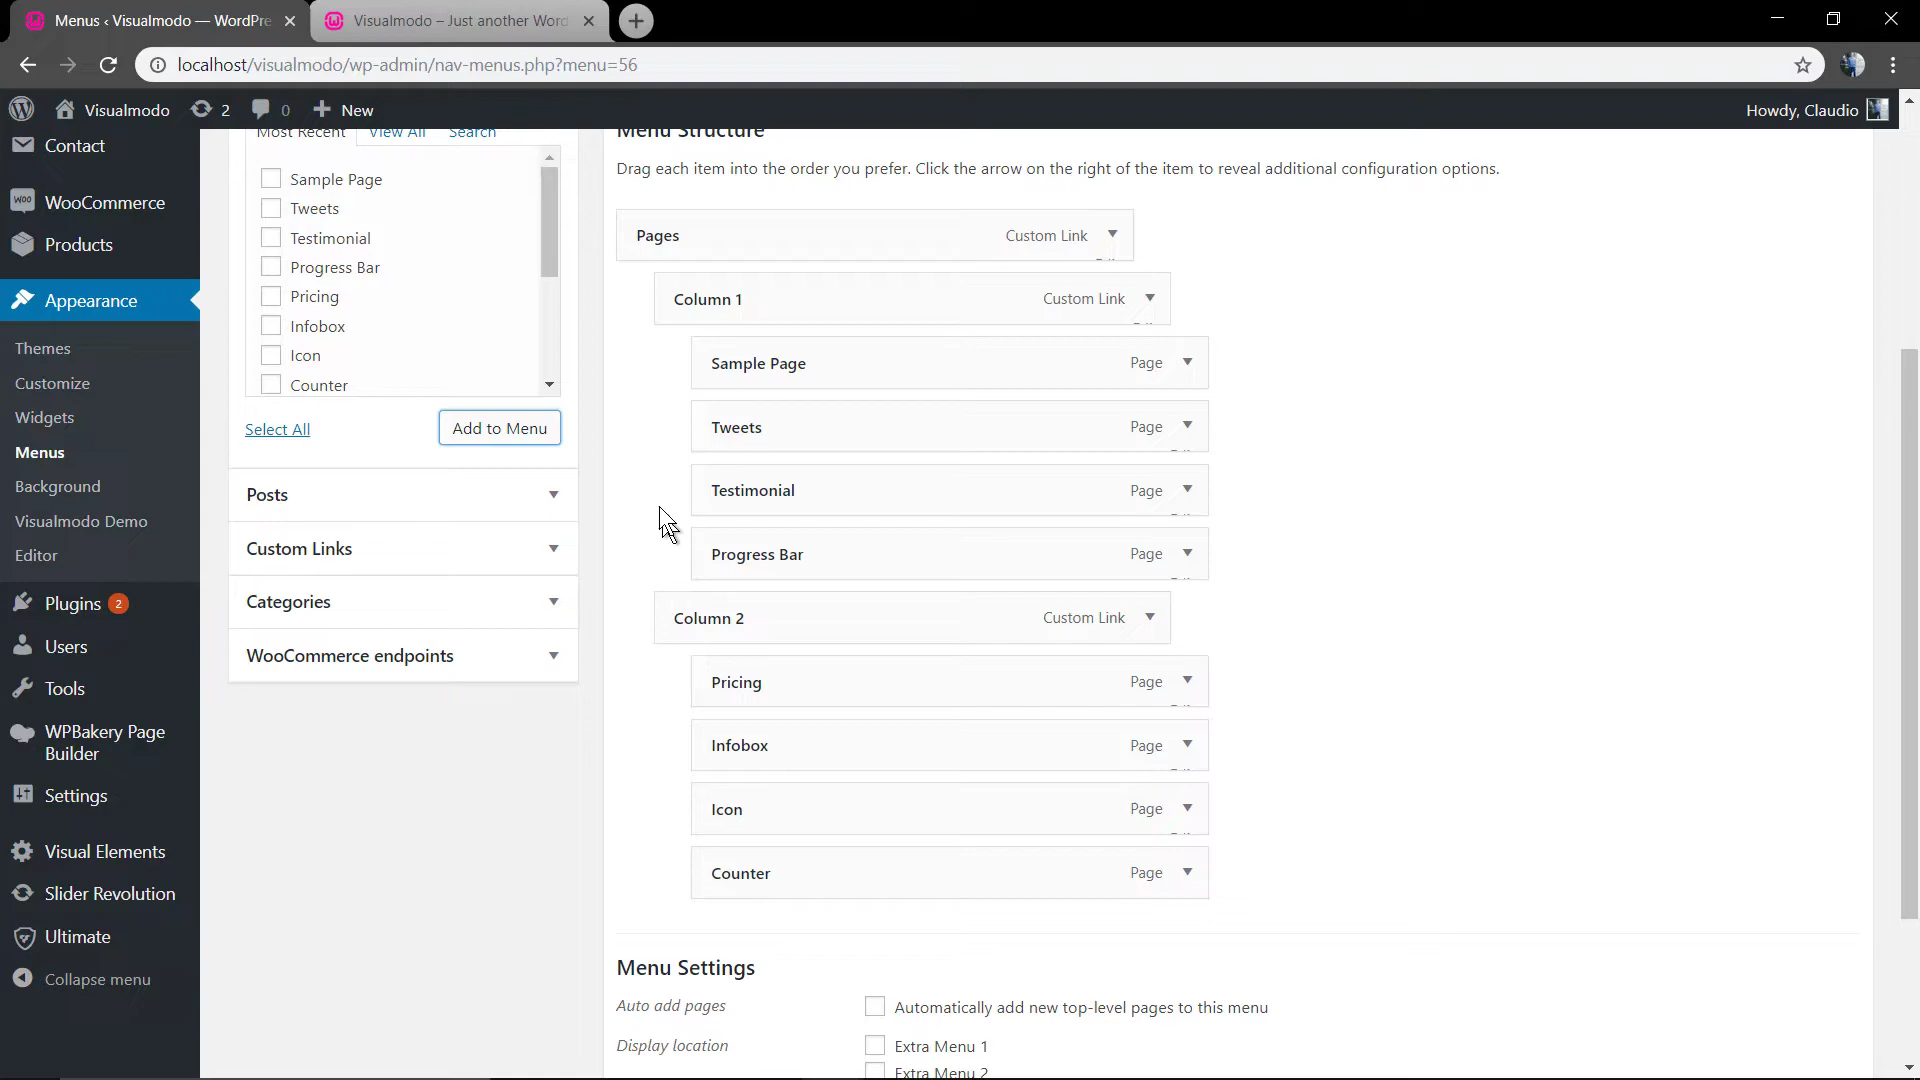 Menus ‹ Visualmodo — WordPre
Visualmodo – Just another Word
localhost/visualmodo/wp-admin/nav-menus.php?menu=56
Visualmodo
2
0
New
Howdy, Claudio
Contact
WooCommerce
Products
Appearance
Themes
Customize
Widgets
Menus
Background
Visualmodo Demo
Editor
Plugins 2
Users
Tools
WPBakery Page
Builder
Settings
Visual Elements
Slider Revolution
Ultimate
Collapse menu
Most Recent View All Search
Sample Page
Tweets
Testimonial
Progress Bar
Pricing
Infobox
Icon
Counter
Select All
Add to Menu
Posts
Custom Links
Categories
WooCommerce endpoints
Menu Structure
Drag each item into the order you prefer. Click the arrow on the right of the item to reveal additional configuration options.
Pages Custom Link
Column 1 Custom Link
Sample Page Page
Tweets Page
Testimonial Page
Progress Bar Page
Column 2 Custom Link
Pricing Page
Infobox Page
Icon Page
Counter Page
Menu Settings
Auto add pages
Automatically add new top-level pages to this menu
Display location
Extra Menu 1
Extra Menu 2